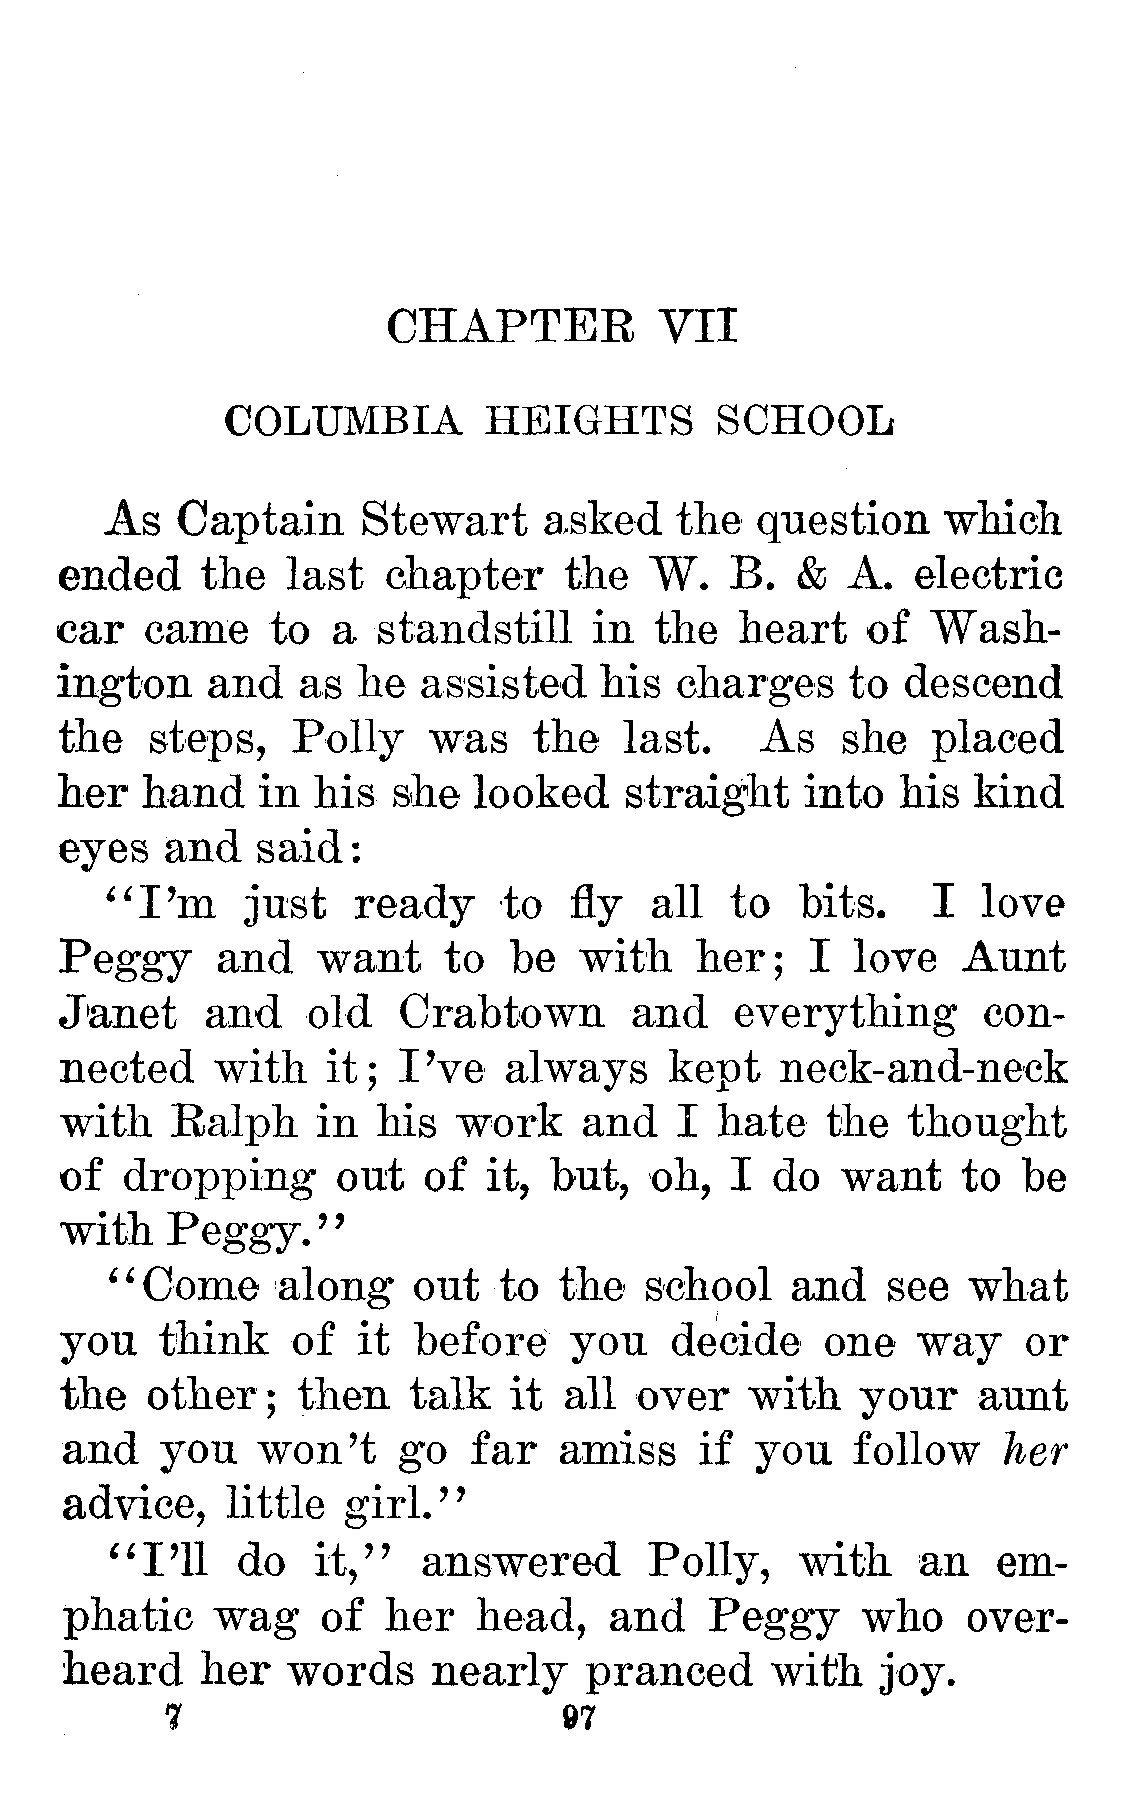 CHAPTER VII
COLUMBIA HEIGHTS SCHOOL
As Captain Stewart asked the question which
ended the last chapter the W. B. & A. electric
car came to a standstill in the heart of Wash-
ington and as he assisted his charges to descend
the steps, Polly was the last. As she placed
her hand in his she looked straight into his kind
eyes and said:
"I'm just ready to fly all to bits. I love
Peggy and want to be with her; I love Aunt
Janet and old Crabtown and everything con-
nected with it; I've always kept neck-and-neck
with Ralph in his work and I hate the thought
of dropping out of it, but, oh, I do want to be
with Peggy."
"Come along out to the school and see what
you think of it before you decide one way or
the other; then talk it all over with your aunt
and you won't go far amiss if you follow her
advice, little girl."
"I'll do it," answered Polly, with an em-
phatic wag of her head, and Peggy who over-
heard her words nearly pranced with joy.
7 97